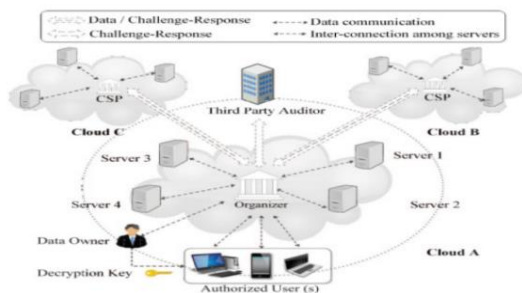 Data / Challenge-Response
Data communication
Challenge-Response
Inter-connection among servers
CSP
CSP
Third Party Auditor
Cloud C
Cloud B
Server 3
Server 1
Server 4
Organizer
Server 2
Data Owner
Cloud A
Decryption Key
Authorized User (s)